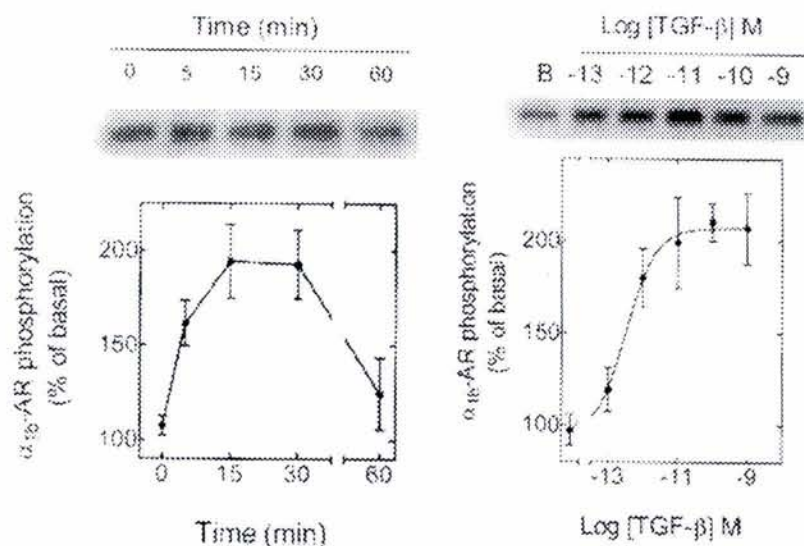 Time (min)
0 5 15 30 60
α1B-AR phosphorylation
(% of basal)
200
150
100
0 15 30 60
Time (min)
Log [TGF-β] M
B -13 -12 -11 -10 -9
α1B-AR phosphorylation
(% of basal)
200
150
100
-13 -11 -9
Log [TGF-β] M